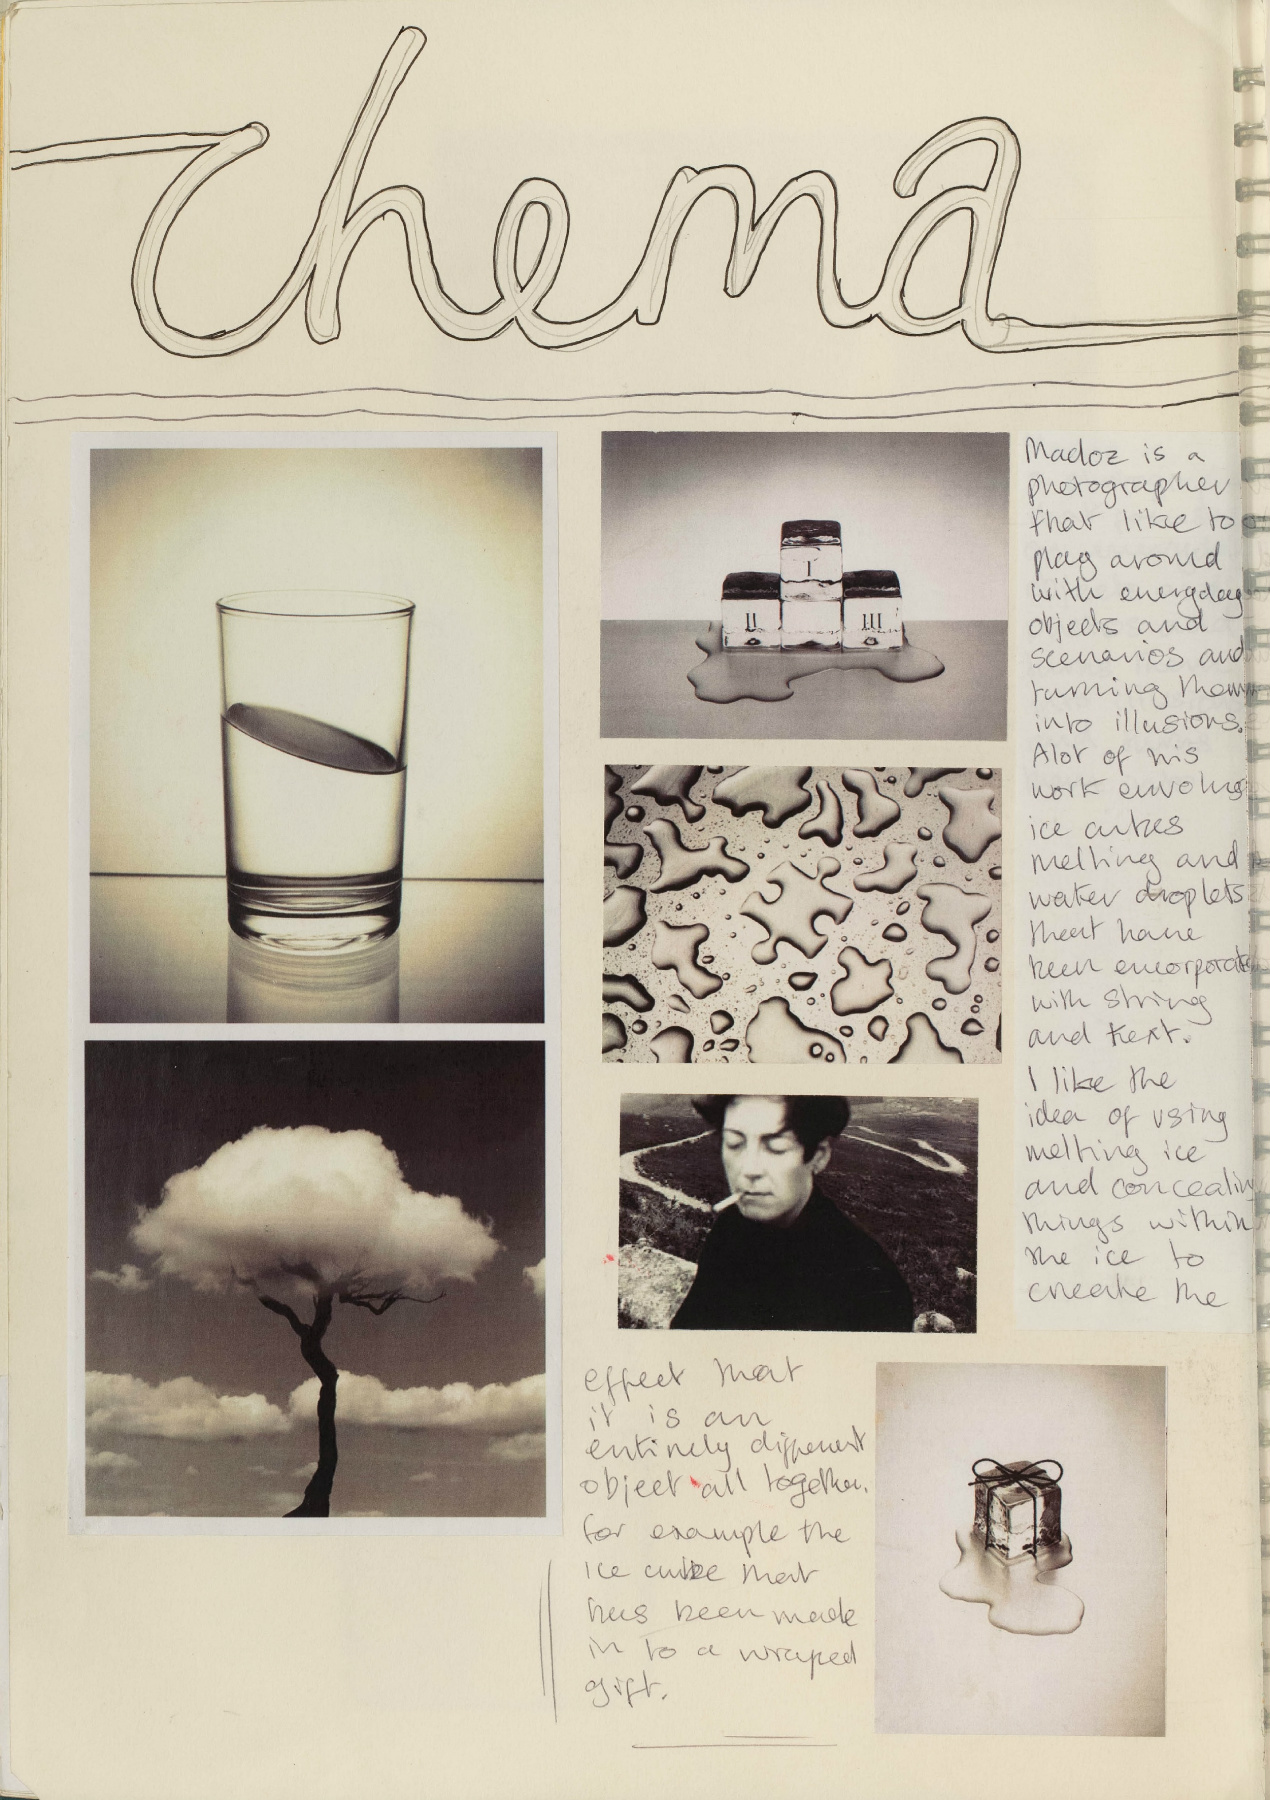 Chema
I
II
III
Madoz is a
photographer
that like to
play around
with everyday
objects and
scenarios and
turning them
into illusions.
Alot of his
work envolves
ice cubes
melting and
water droplets
that have
been encorporate
with string
and text.
I like the
idea of using
melting ice
and concealing
things within
the ice to
create the
effect that
it is an
entirely different
object all together.
for example the
ice cube that
has been made
in to a wraped
gift.